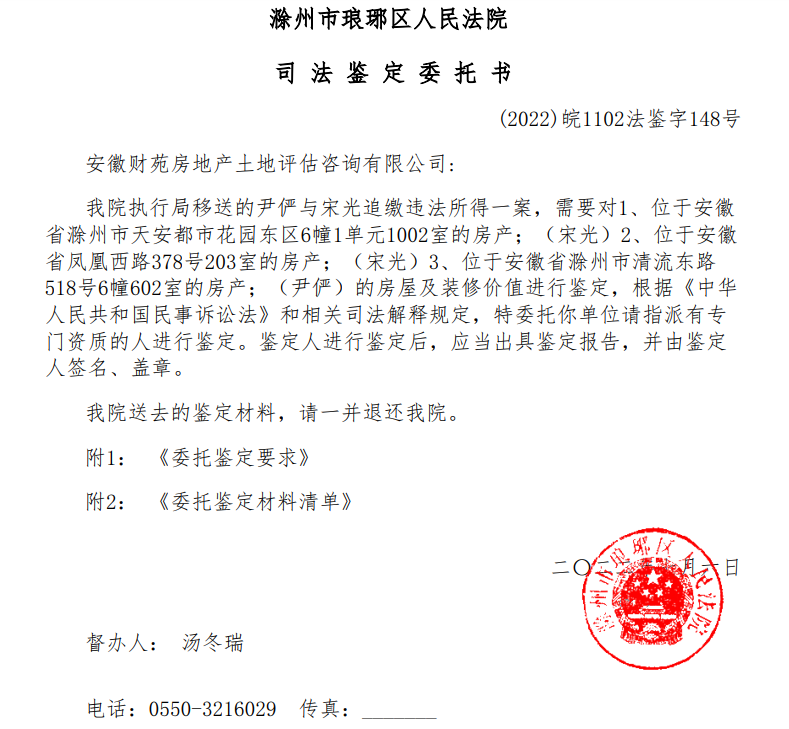 滁州市琅琊区人民法院
司 法 鉴 定 委 托 书
(2022)皖1102法鉴字148号
安徽财苑房地产土地评估咨询有限公司:
我院执行局移送的尹俨与宋光追缴违法所得一案，需要对1、位于安徽
省滁州市天安都市花园东区6幢1单元1002室的房产；（宋光）2、位于安徽
省凤凰西路378号203室的房产；（宋光）3、位于安徽省滁州市清流东路
518号6幢602室的房产；（尹俨）的房屋及装修价值进行鉴定，根据《中华
人民共和国民事诉讼法》和相关司法解释规定，特委托你单位请指派有专
门资质的人进行鉴定。鉴定人进行鉴定后，应当出具鉴定报告，并由鉴定
人签名、盖章。
我院送去的鉴定材料，请一并退还我院。
附1： 《委托鉴定要求》
附2： 《委托鉴定材料清单》
二〇二 月一日
滁州市琅琊区人民法院
督办人： 汤冬瑞
电话：0550-3216029 传真：______